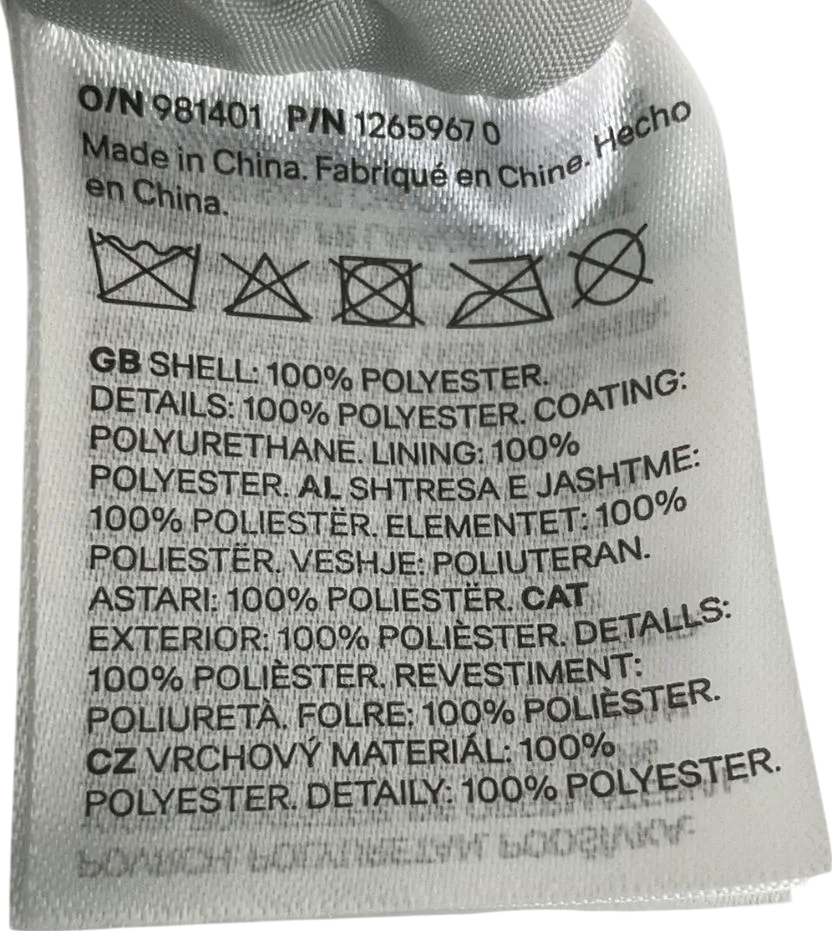 O/N 981401 P/N 1265967 0
Made in China. Fabriqué en Chine. Hecho
en China.
GB SHELL: 100% POLYESTER.
DETAILS: 100% POLYESTER. COATING:
POLYURETHANE. LINING: 100%
POLYESTER. AL SHTRESA E JASHTME:
100% POLIESTËR. ELEMENTET: 100%
POLIESTËR. VESHJE: POLIUTERAN.
ASTARI: 100% POLIESTËR. CAT
EXTERIOR: 100% POLIÈSTER. DETALLS:
100% POLIÈSTER. REVESTIMENT:
POLIURETÀ. FOLRE: 100% POLIÈSTER.
CZ VRCHOVÝ MATERIÁL: 100%
POLYESTER. DETAILY: 100% POLYESTER.